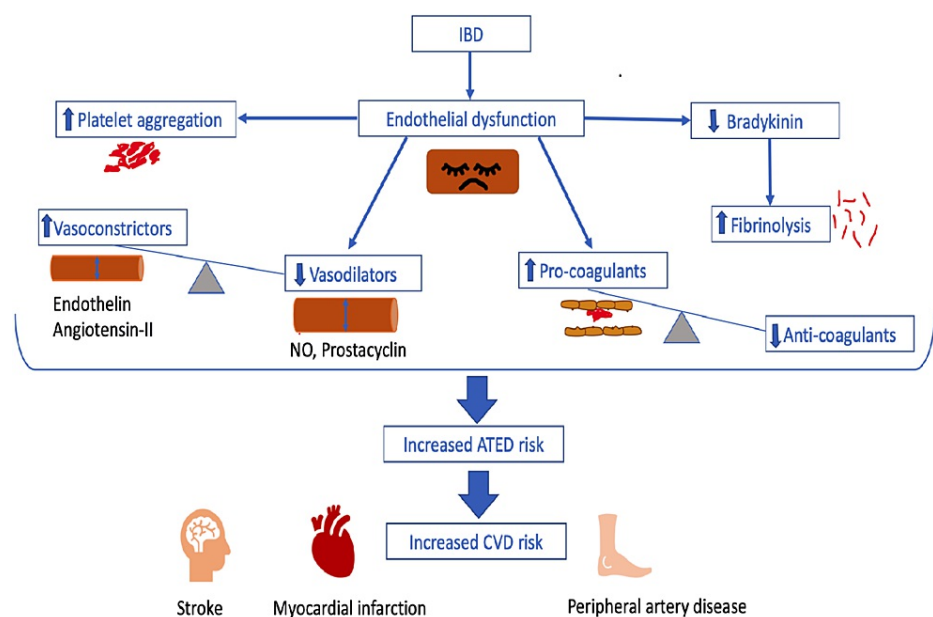 IBD
Platelet aggregation
Endothelial dysfunction
Bradykinin
Vasoconstrictors
Fibrinolysis
Vasodilators
Pro-coagulants
Endothelin
Angiotensin-II
NO, Prostacyclin
Anti-coagulants
Increased ATED risk
Increased CVD risk
Stroke
Myocardial infarction
Peripheral artery disease